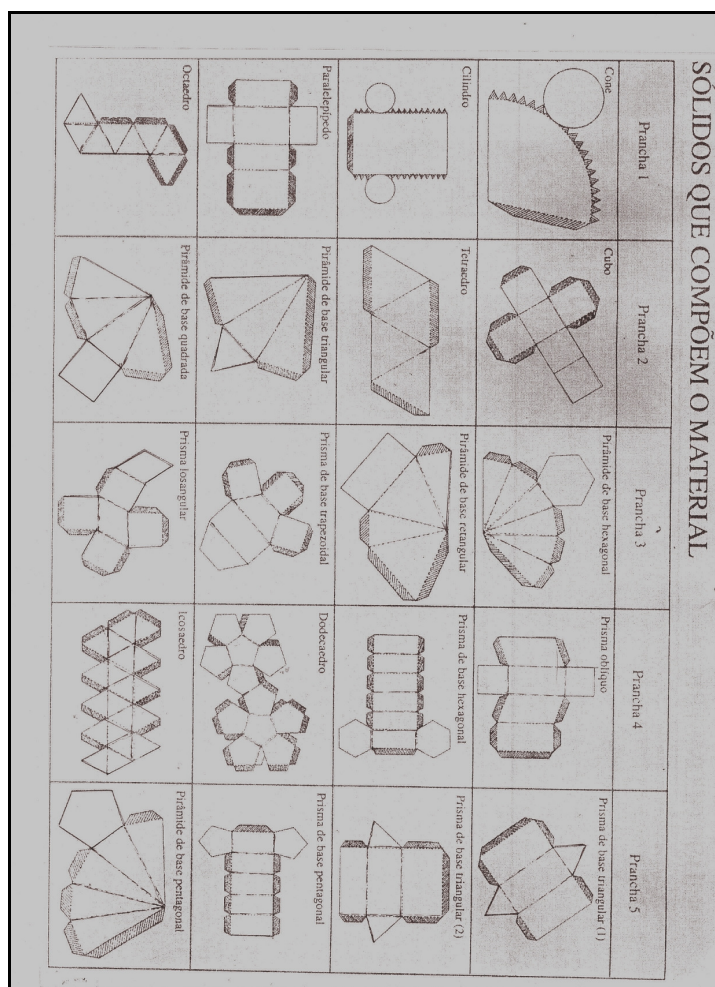 SÓLIDOS QUE COMPÕEM O MATERIAL
Prancha 1
Prancha 2
Prancha 3
Prancha 4
Prancha 5
Cone
Cubo
Pirâmide de base hexagonal
Prisma oblíquo
Prisma de base triangular (1)
Cilindro
Tetraedro
Pirâmide de base retangular
Prisma de base hexagonal
Prisma de base triangular (2)
Paralelepípedo
Pirâmide de base triangular
Prisma de base trapezoidal
Dodecaedro
Prisma de base pentagonal
Octaedro
Pirâmide de base quadrada
Prisma losangular
Icosaedro
Pirâmide de base pentagonal